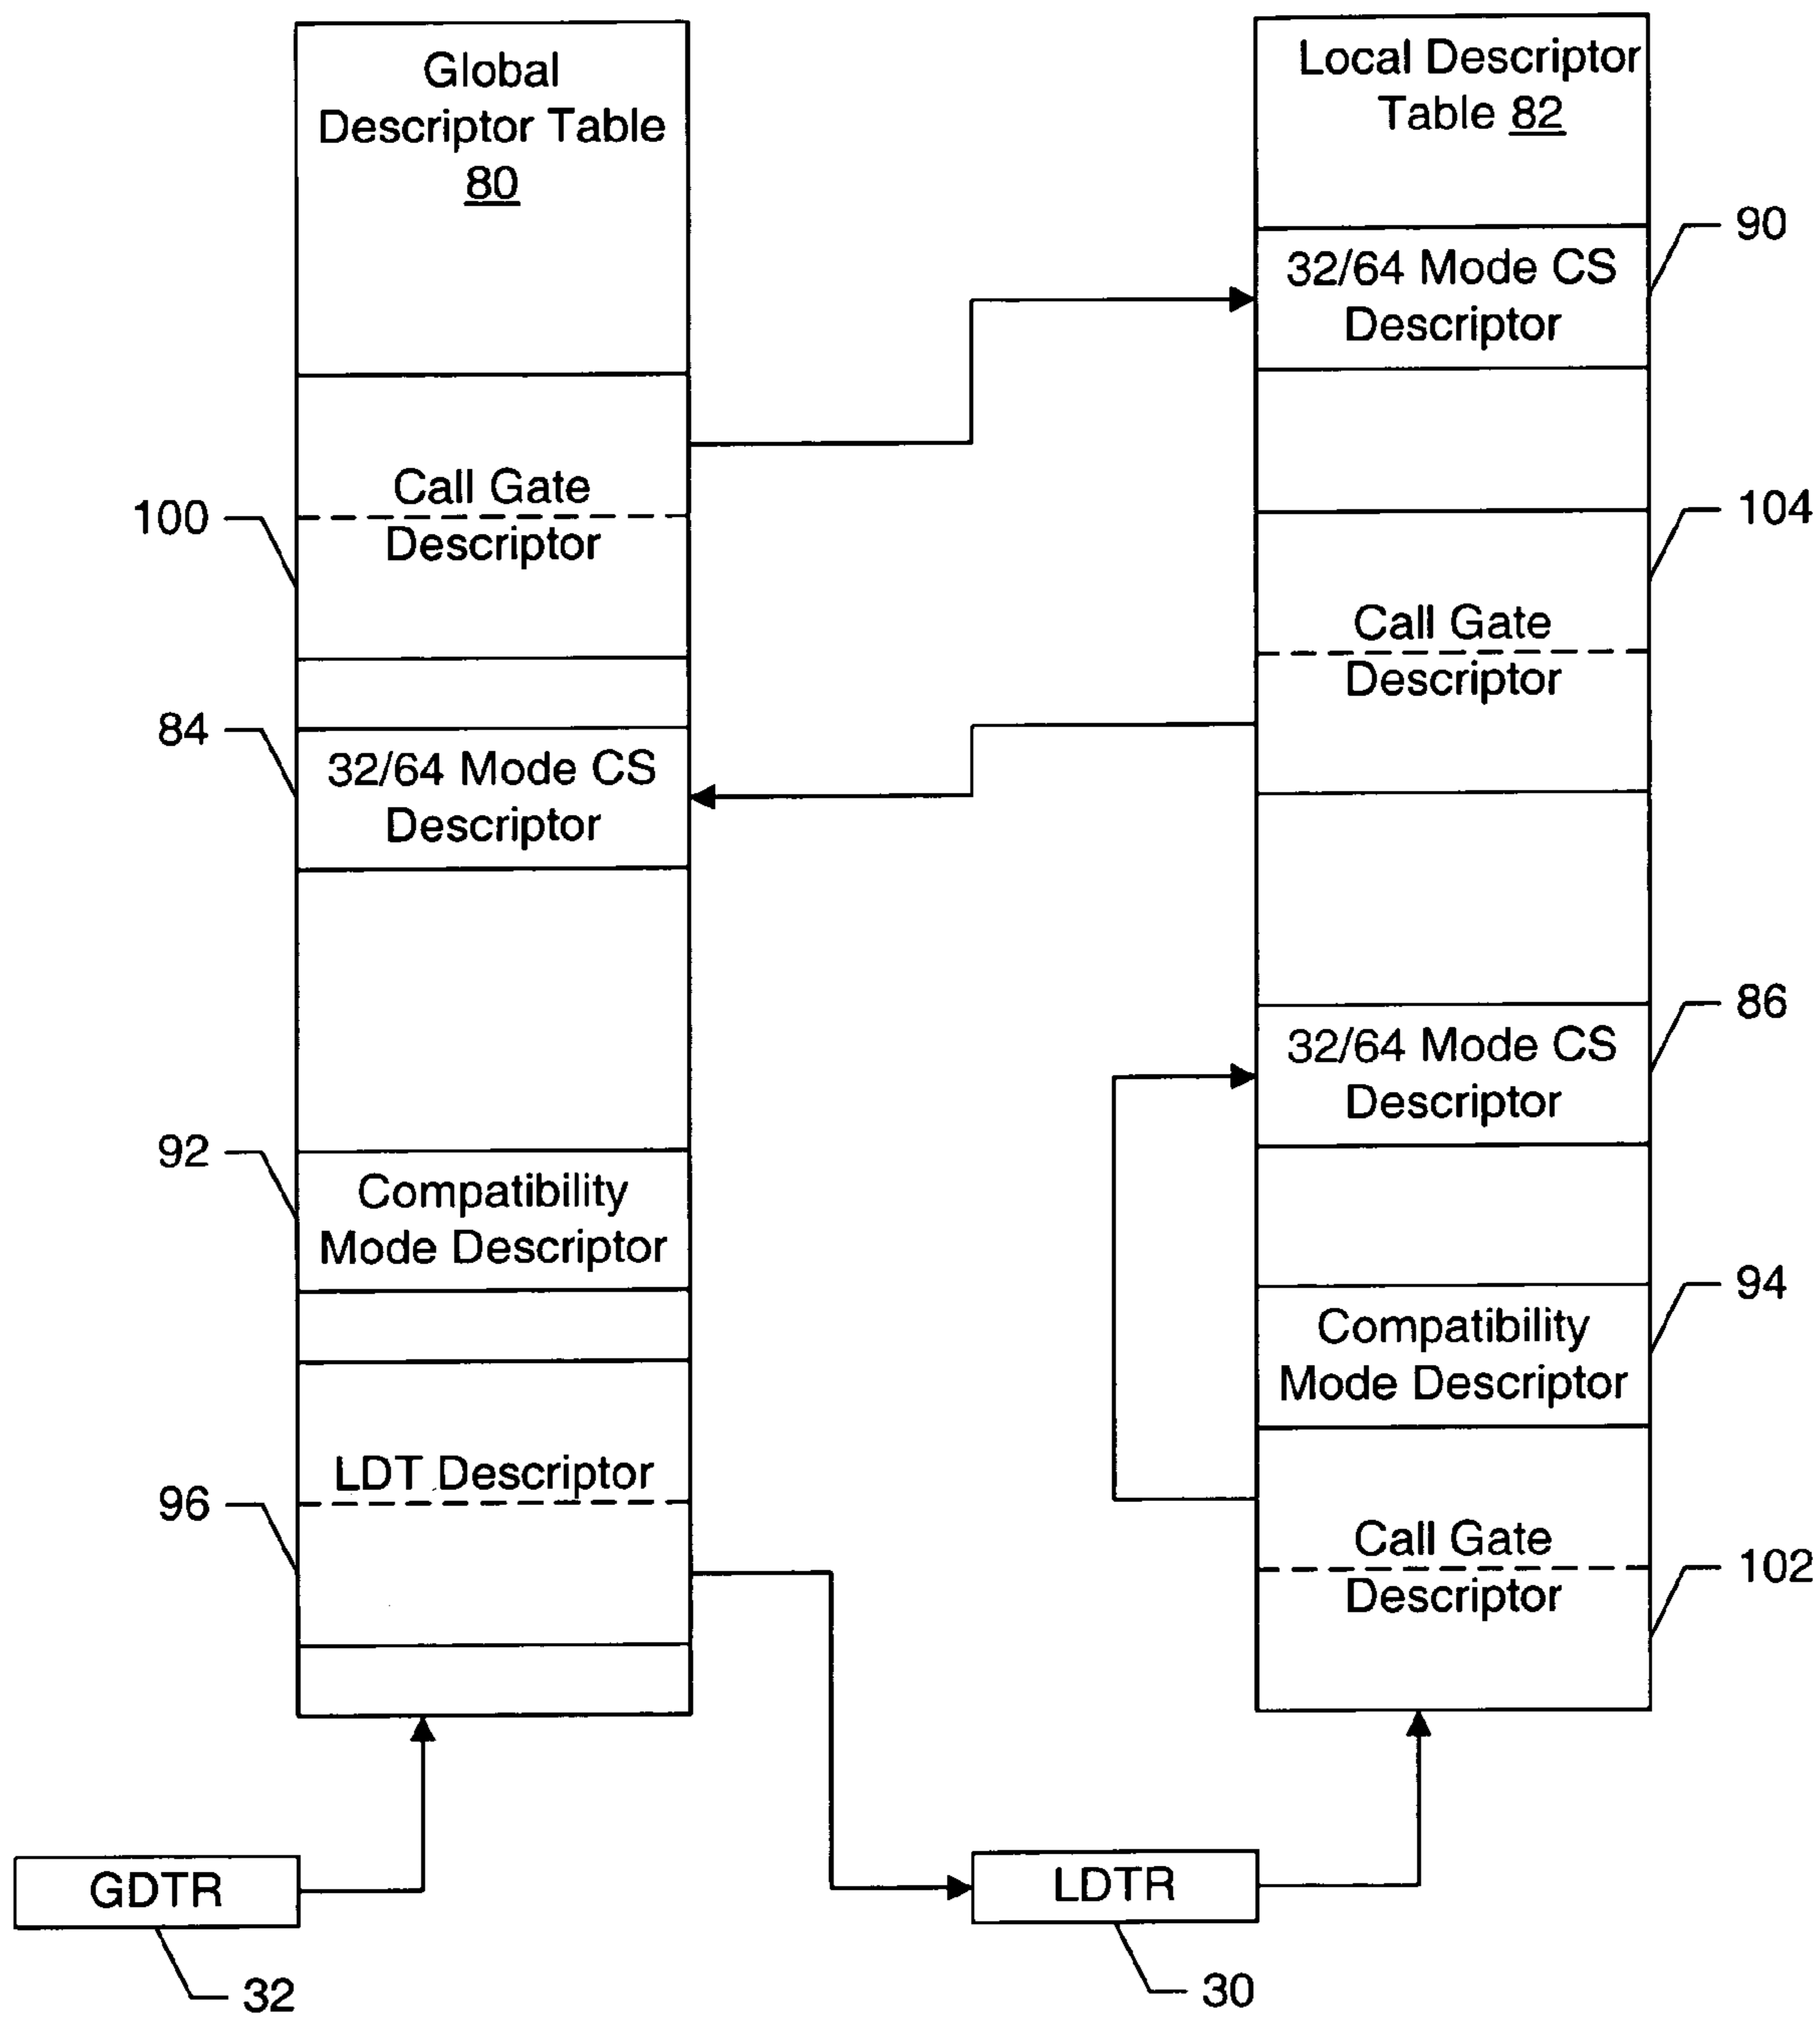 Global
Descriptor Table
80
Call Gate
Descriptor
100
84
32/64 Mode CS
Descriptor
92
Compatibility
Mode Descriptor
LDT Descriptor
96
GDTR
32
Local Descriptor
Table 82
32/64 Mode CS
Descriptor
90
104
Call Gate
Descriptor
86
32/64 Mode CS
Descriptor
94
Compatibility
Mode Descriptor
Call Gate
Descriptor
102
LDTR
30